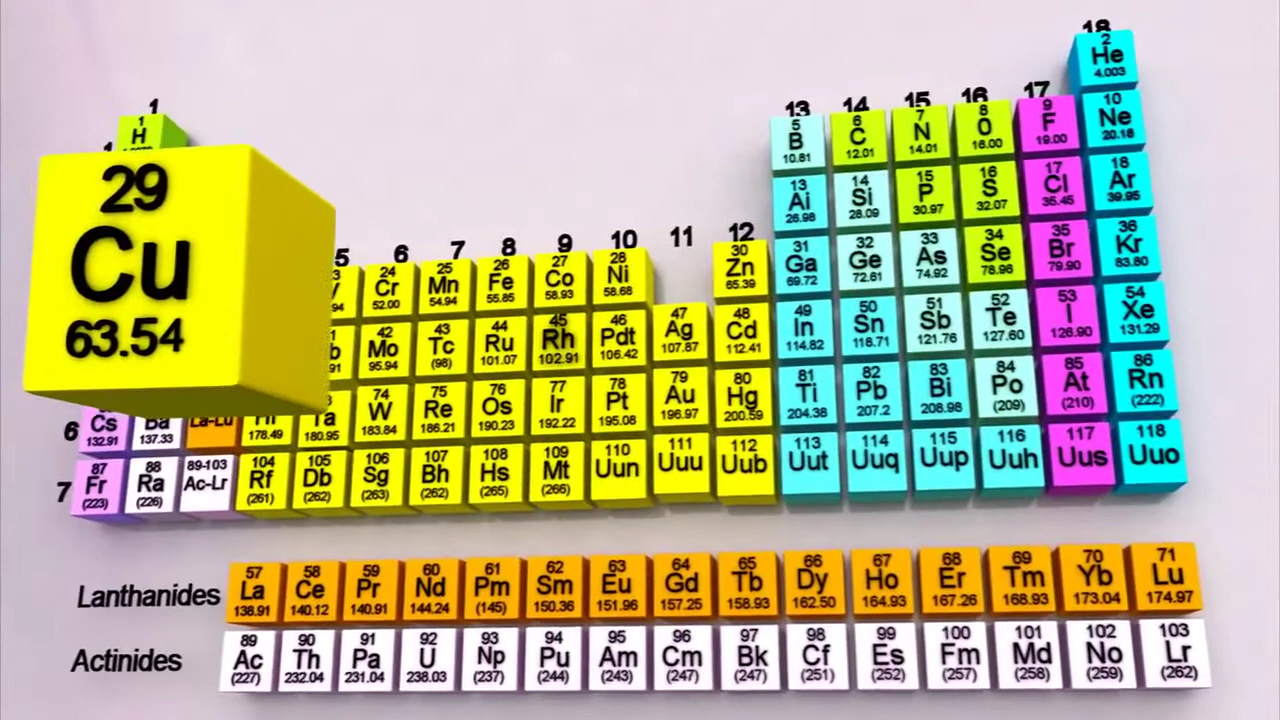 18
2
He
4.003
1
1
H
13 14 15 16 17
5 6 7 8 9 10
B C N O F Ne
10.81 12.01 14.01 16.00 19.00 20.18
29
Cu
63.54
13 14 15 16 17 18
Ai Si P S Cl Ar
26.98 28.09 30.97 32.07 35.45 39.95
5 6 7 8 9 10 11 12
24 25 26 27 28 30 31 32 33 34 35 36
Cr Mn Fe Co Ni Zn Ga Ge As Se Br Kr
52.00 54.94 55.85 58.93 58.68 65.39 69.72 72.61 74.92 78.96 79.90 83.80
42 43 44 45 46 47 48 49 50 51 52 53 54
Mo Tc Ru Rh Pdt Ag Cd In Sn Sb Te I Xe
95.94 (98) 101.07 102.91 106.42 107.87 112.41 114.82 118.71 121.76 127.60 126.90 131.29
74 75 76 77 78 79 80 81 82 83 84 85 86
6 Cs Ba La-Lu Ta W Re Os Ir Pt Au Hg Ti Pb Bi Po At Rn
132.91 137.33 178.49 180.95 183.84 186.21 190.23 192.22 195.08 196.97 200.59 204.38 207.2 208.98 (209) (210) (222)
87 88 89-103 104 105 106 107 108 109 110 111 112 113 114 115 116 117 118
7 Fr Ra Ac-Lr Rf Db Sg Bh Hs Mt Uun Uuu Uub Uut Uuq Uup Uuh Uus Uuo
(223) (226) (261) (262) (263) (262) (265) (266)
57 58 59 60 61 62 63 64 65 66 67 68 69 70 71
Lanthanides La Ce Pr Nd Pm Sm Eu Gd Tb Dy Ho Er Tm Yb Lu
138.91 140.12 140.91 144.24 (145) 150.36 151.96 157.25 158.93 162.50 164.93 167.26 168.93 173.04 174.97
89 90 91 92 93 94 95 96 97 98 99 100 101 102 103
Actinides Ac Th Pa U Np Pu Am Cm Bk Cf Es Fm Md No Lr
(227) 232.04 231.04 238.03 (237) (244) (243) (247) (247) (251) (252) (257) (258) (259) (262)